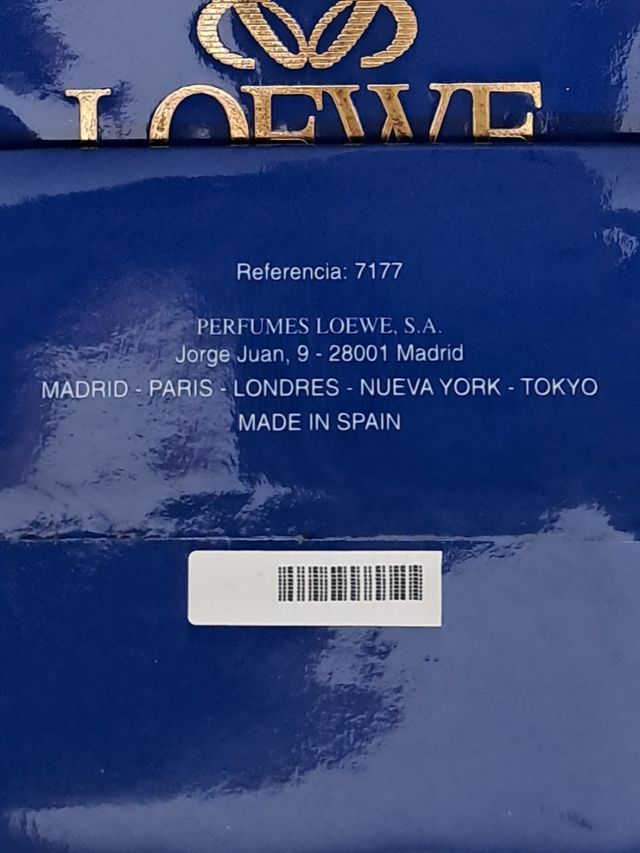 LOEWE
Referencia: 7177
PERFUMES LOEWE, S.A.
Jorge Juan, 9 - 28001 Madrid
MADRID - PARIS - LONDRES - NUEVA YORK - TOKYO
MADE IN SPAIN